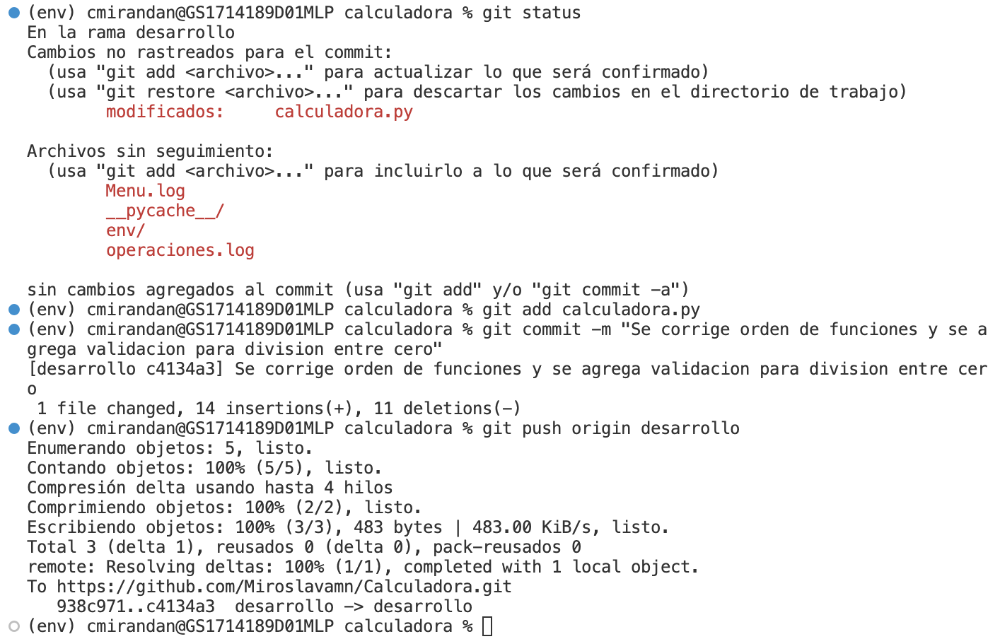 (env) cmirandan@GS1714189D01MLP calculadora % git status
En la rama desarrollo
Cambios no rastreados para el commit:
  (usa "git add <archivo>..." para actualizar lo que será confirmado)
  (usa "git restore <archivo>..." para descartar los cambios en el directorio de trabajo)
        modificados:     calculadora.py

Archivos sin seguimiento:
  (usa "git add <archivo>..." para incluirlo a lo que será confirmado)
        Menu.log
        __pycache__/
        env/
        operaciones.log

sin cambios agregados al commit (usa "git add" y/o "git commit -a")
(env) cmirandan@GS1714189D01MLP calculadora % git add calculadora.py
(env) cmirandan@GS1714189D01MLP calculadora % git commit -m "Se corrige orden de funciones y se a
grega validacion para division entre cero"
[desarrollo c4134a3] Se corrige orden de funciones y se agrega validacion para division entre cer
o
 1 file changed, 14 insertions(+), 11 deletions(-)
(env) cmirandan@GS1714189D01MLP calculadora % git push origin desarrollo
Enumerando objetos: 5, listo.
Contando objetos: 100% (5/5), listo.
Compresión delta usando hasta 4 hilos
Comprimiendo objetos: 100% (2/2), listo.
Escribiendo objetos: 100% (3/3), 483 bytes | 483.00 KiB/s, listo.
Total 3 (delta 1), reusados 0 (delta 0), pack-reusados 0
remote: Resolving deltas: 100% (1/1), completed with 1 local object.
To https://github.com/Miroslavamn/Calculadora.git
   938c971..c4134a3  desarrollo -> desarrollo
(env) cmirandan@GS1714189D01MLP calculadora %